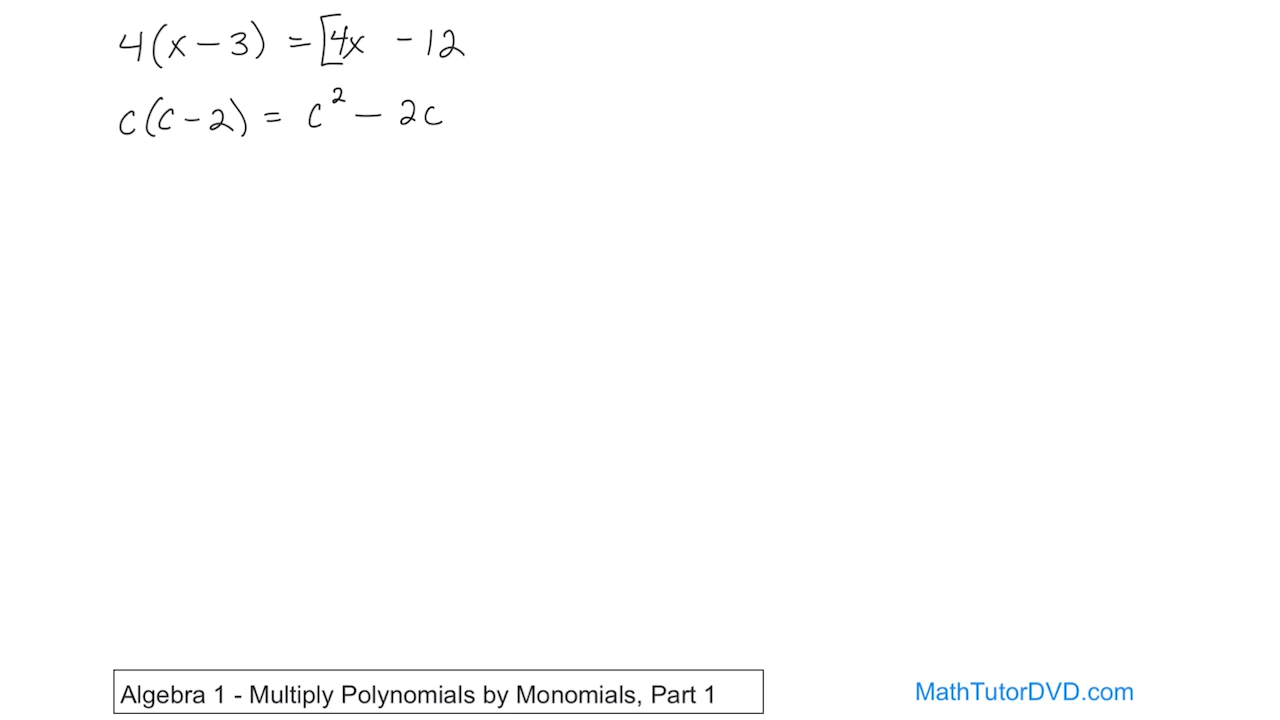 4(x - 3) = [4x - 12
c(c - 2) = c² - 2c
Algebra 1 - Multiply Polynomials by Monomials, Part 1
MathTutorDVD.com